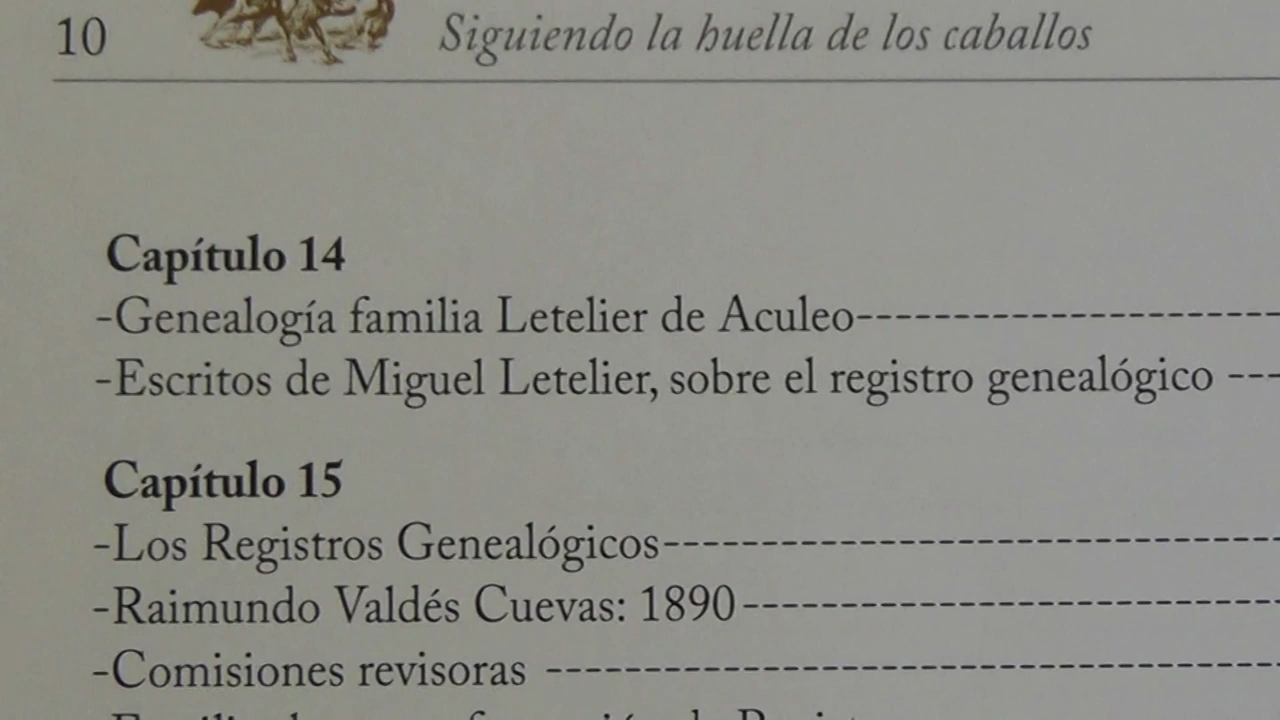 10 Siguiendo la huella de los caballos
Capítulo 14
-Genealogía familia Letelier de Aculeo--------------------------
-Escritos de Miguel Letelier, sobre el registro genealógico ---
Capítulo 15
-Los Registros Genealógicos--------------------------------------
-Raimundo Valdés Cuevas: 1890---------------------------------
-Comisiones revisoras ---------------------------------------------